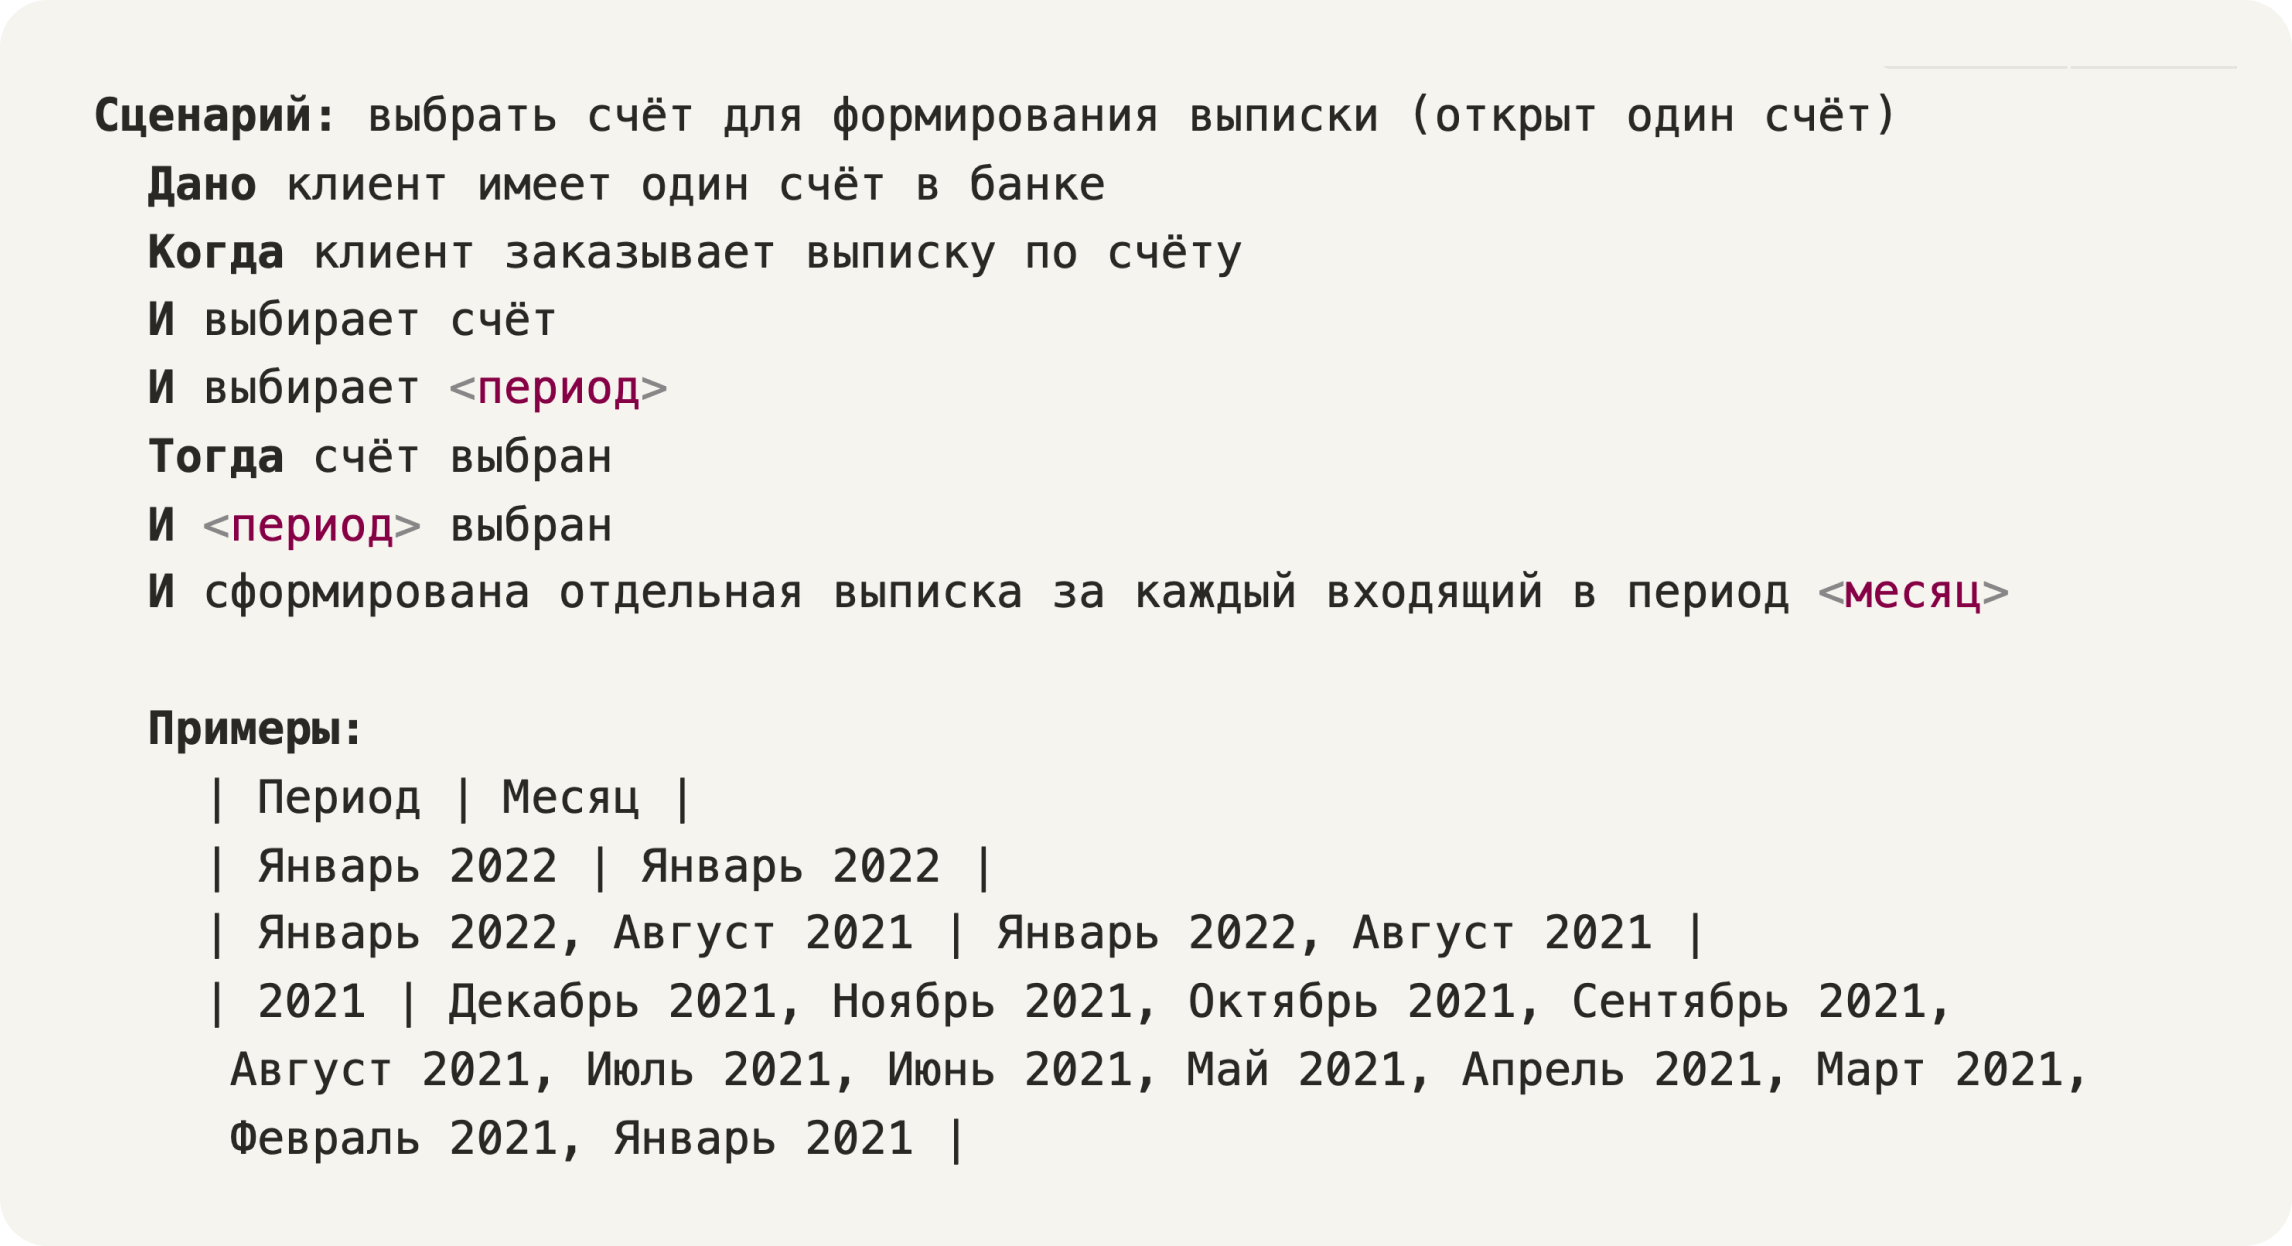 Сценарий: выбрать счёт для формирования выписки (открыт один счёт)
Дано клиент имеет один счёт в банке
Когда клиент заказывает выписку по счёту
И выбирает счёт
И выбирает <период>
Тогда счёт выбран
И <период> выбран
И сформирована отдельная выписка за каждый входящий в период <месяц>
Примеры:
| Период | Месяц |
| Январь 2022 | Январь 2022 |
| Январь 2022, Август 2021 | Январь 2022, Август 2021 |
| 2021 | Декабрь 2021, Ноябрь 2021, Октябрь 2021, Сентябрь 2021,
Август 2021, Июль 2021, Июнь 2021, Май 2021, Апрель 2021, Март 2021,
Февраль 2021, Январь 2021 |